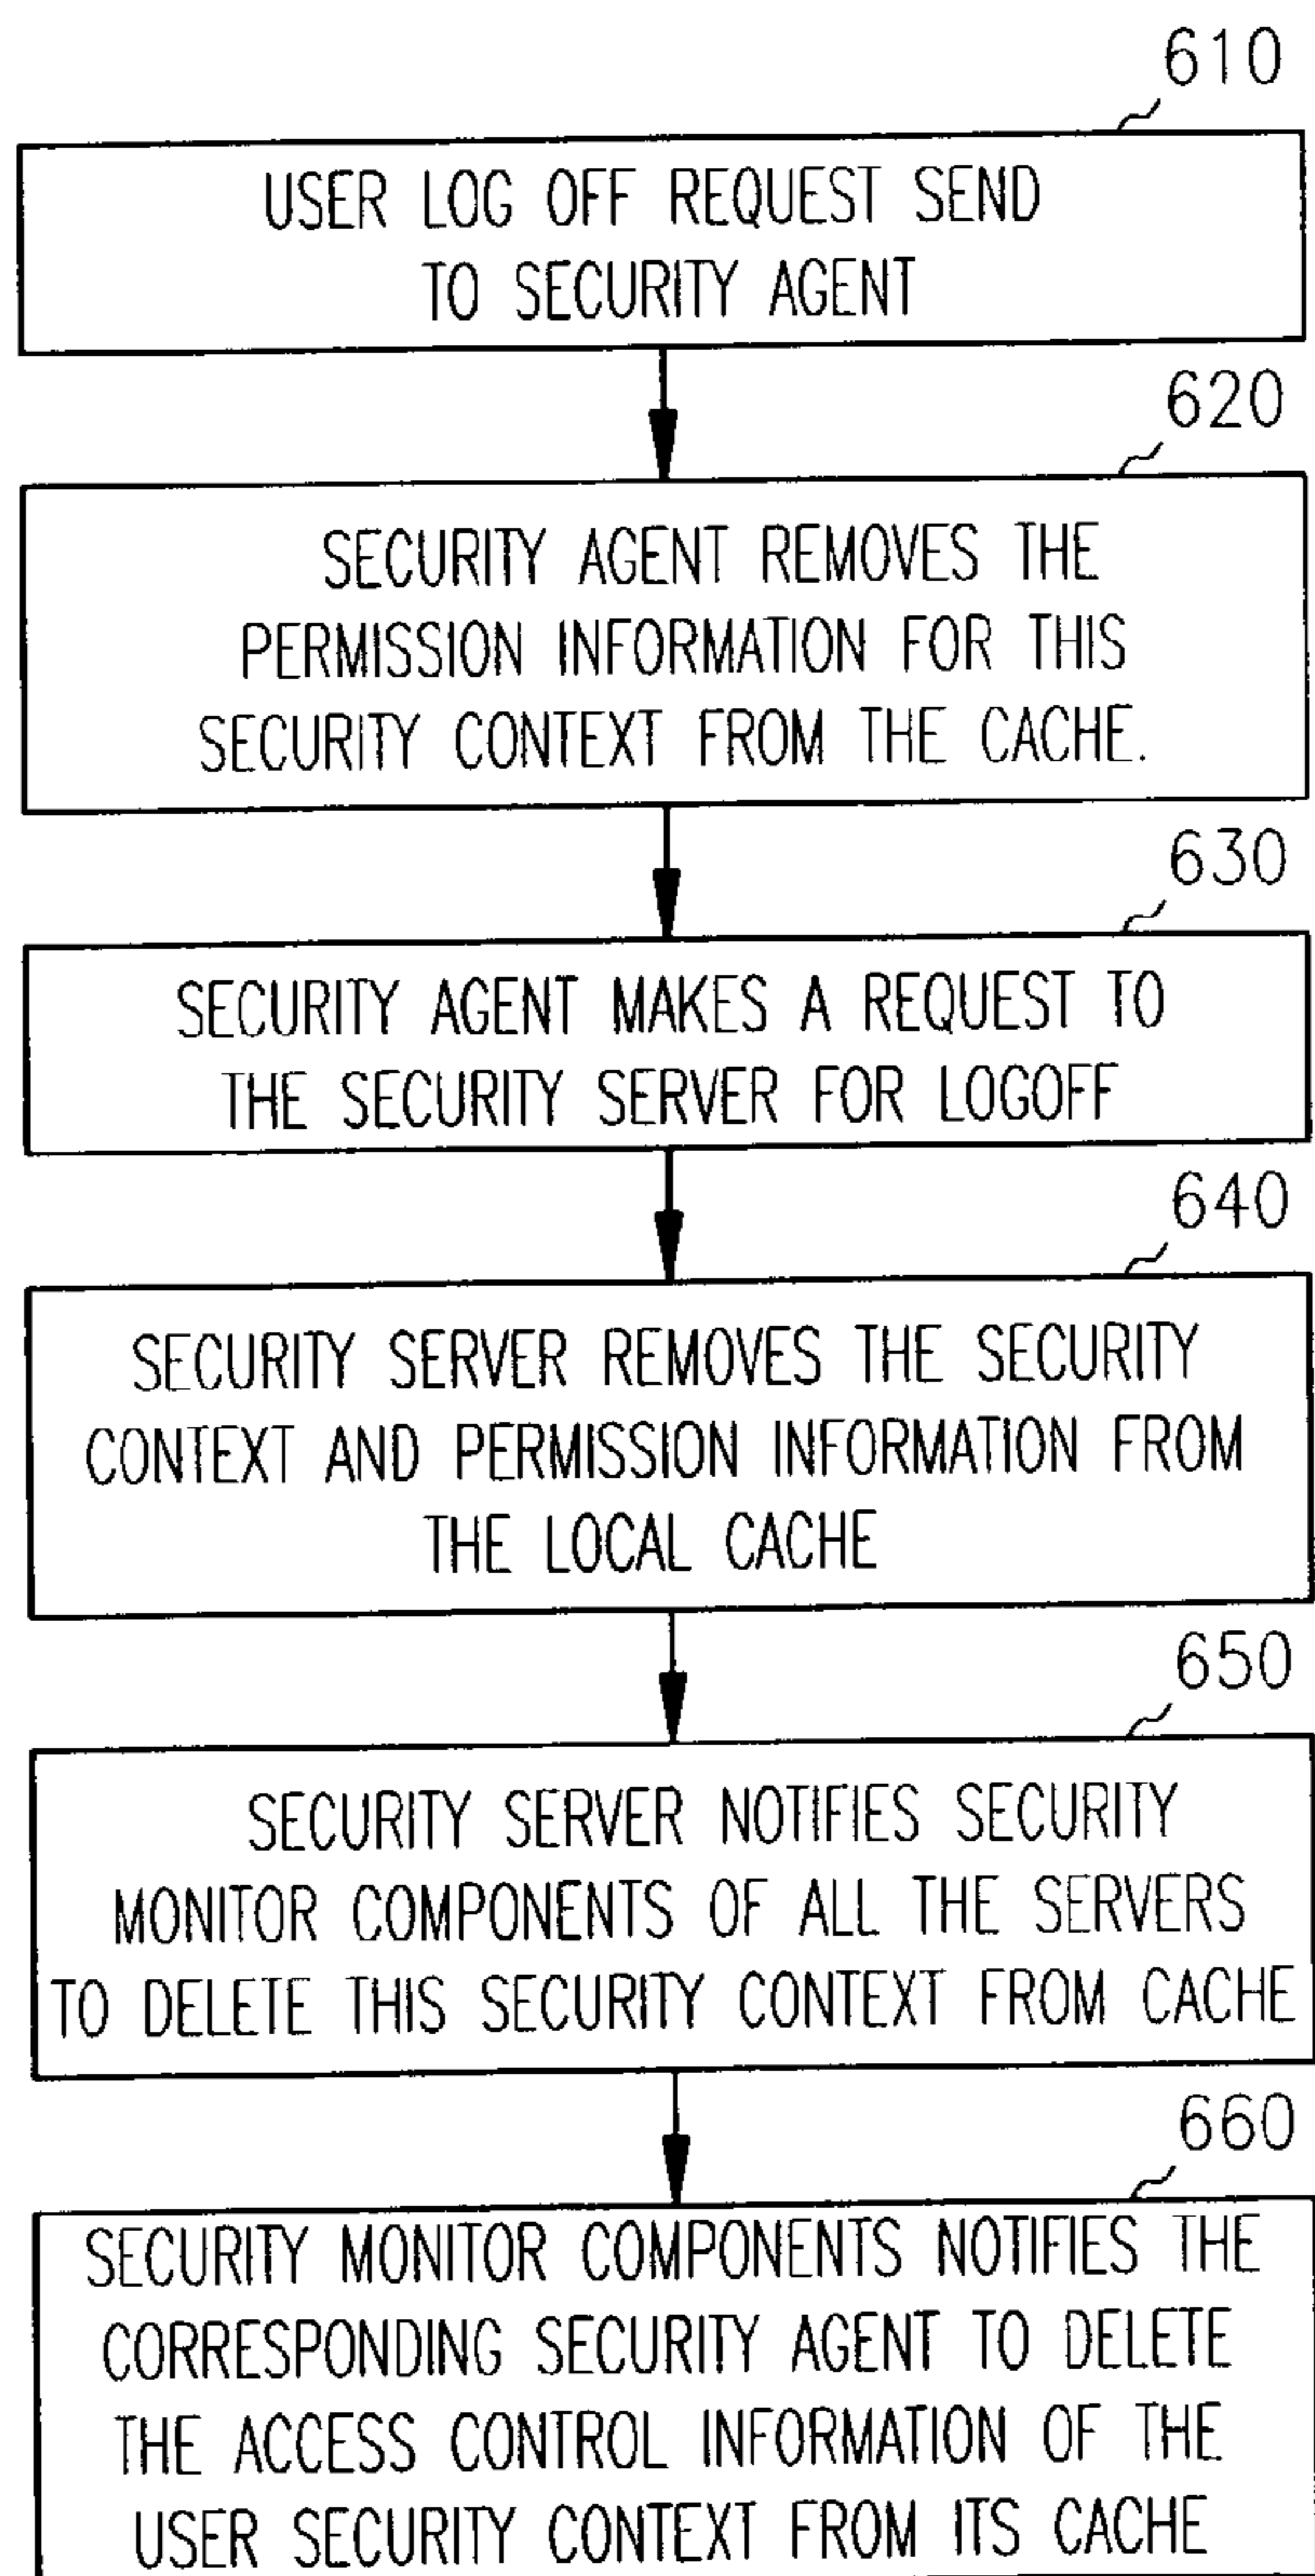 610
USER LOG OFF REQUEST SEND
TO SECURITY AGENT
620
SECURITY AGENT REMOVES THE
PERMISSION INFORMATION FOR THIS
SECURITY CONTEXT FROM THE CACHE.
630
SECURITY AGENT MAKES A REQUEST TO
THE SECURITY SERVER FOR LOGOFF
640
SECURITY SERVER REMOVES THE SECURITY
CONTEXT AND PERMISSION INFORMATION FROM
THE LOCAL CACHE
650
SECURITY SERVER NOTIFIES SECURITY
MONITOR COMPONENTS OF ALL THE SERVERS
TO DELETE THIS SECURITY CONTEXT FROM CACHE
660
SECURITY MONITOR COMPONENTS NOTIFIES THE
CORRESPONDING SECURITY AGENT TO DELETE
THE ACCESS CONTROL INFORMATION OF THE
USER SECURITY CONTEXT FROM ITS CACHE